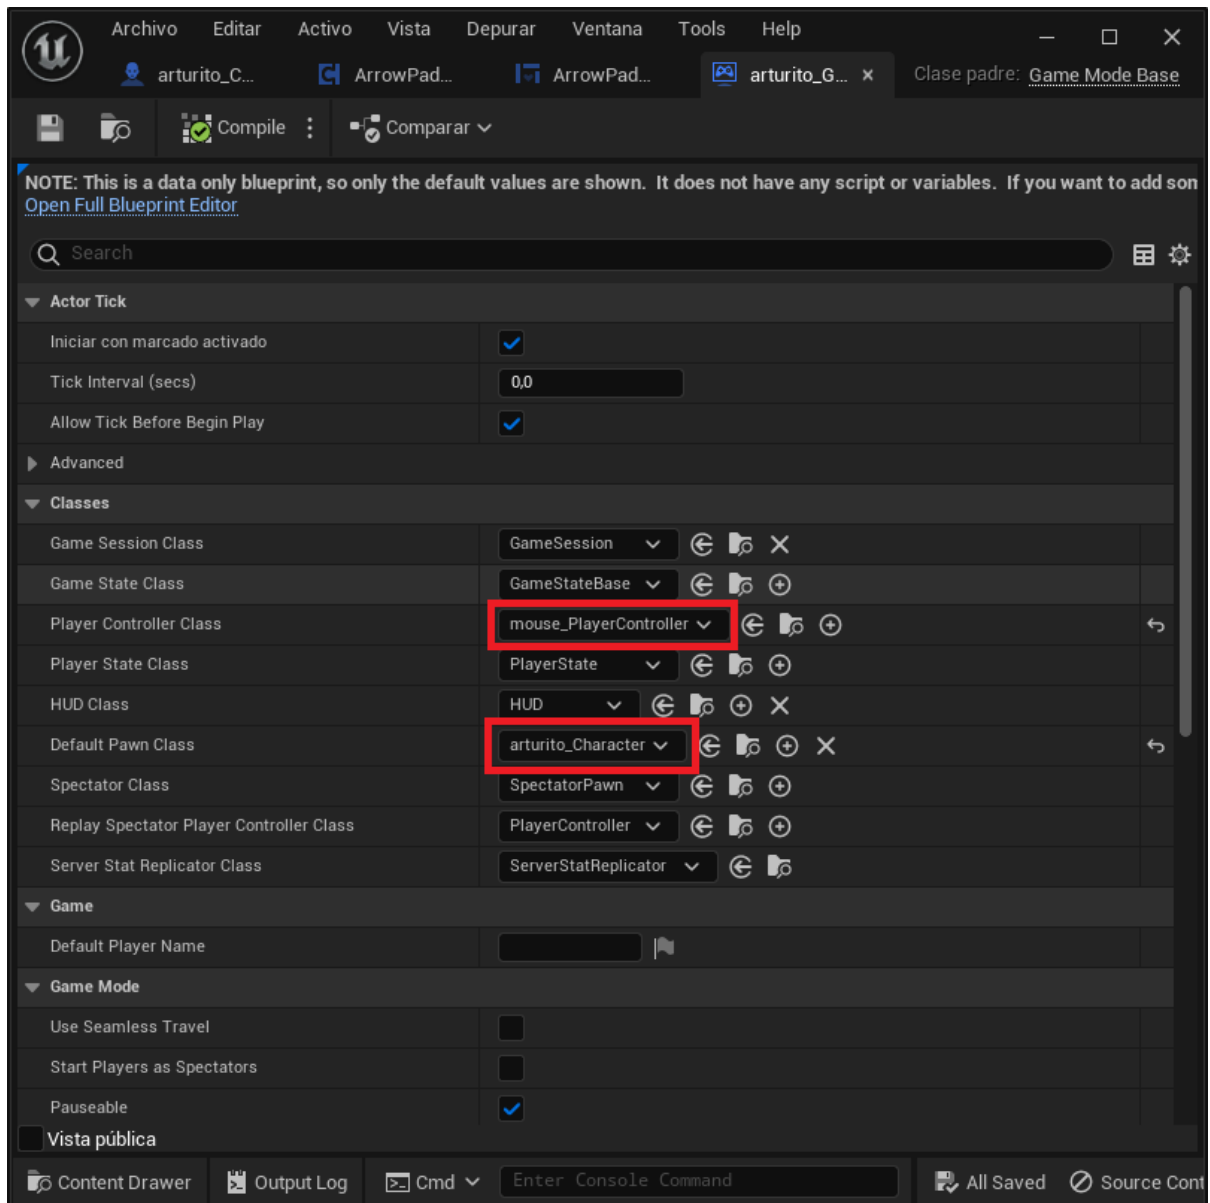 Archivo Editar Activo Vista Depurar Ventana Tools Help
arturito_C... ArrowPad... ArrowPad... arturito_G... Clase padre: Game Mode Base
Compile Comparar
NOTE: This is a data only blueprint, so only the default values are shown. It does not have any script or variables. If you want to add som
Open Full Blueprint Editor
Search
Actor Tick
Iniciar con marcado activado
Tick Interval (secs) 0,0
Allow Tick Before Begin Play
Advanced
Classes
Game Session Class GameSession
Game State Class GameStateBase
Player Controller Class mouse_PlayerController
Player State Class PlayerState
HUD Class HUD
Default Pawn Class arturito_Character
Spectator Class SpectatorPawn
Replay Spectator Player Controller Class PlayerController
Server Stat Replicator Class ServerStatReplicator
Game
Default Player Name
Game Mode
Use Seamless Travel
Start Players as Spectators
Pauseable
Vista pública
Content Drawer Output Log Cmd Enter Console Command All Saved Source Cont